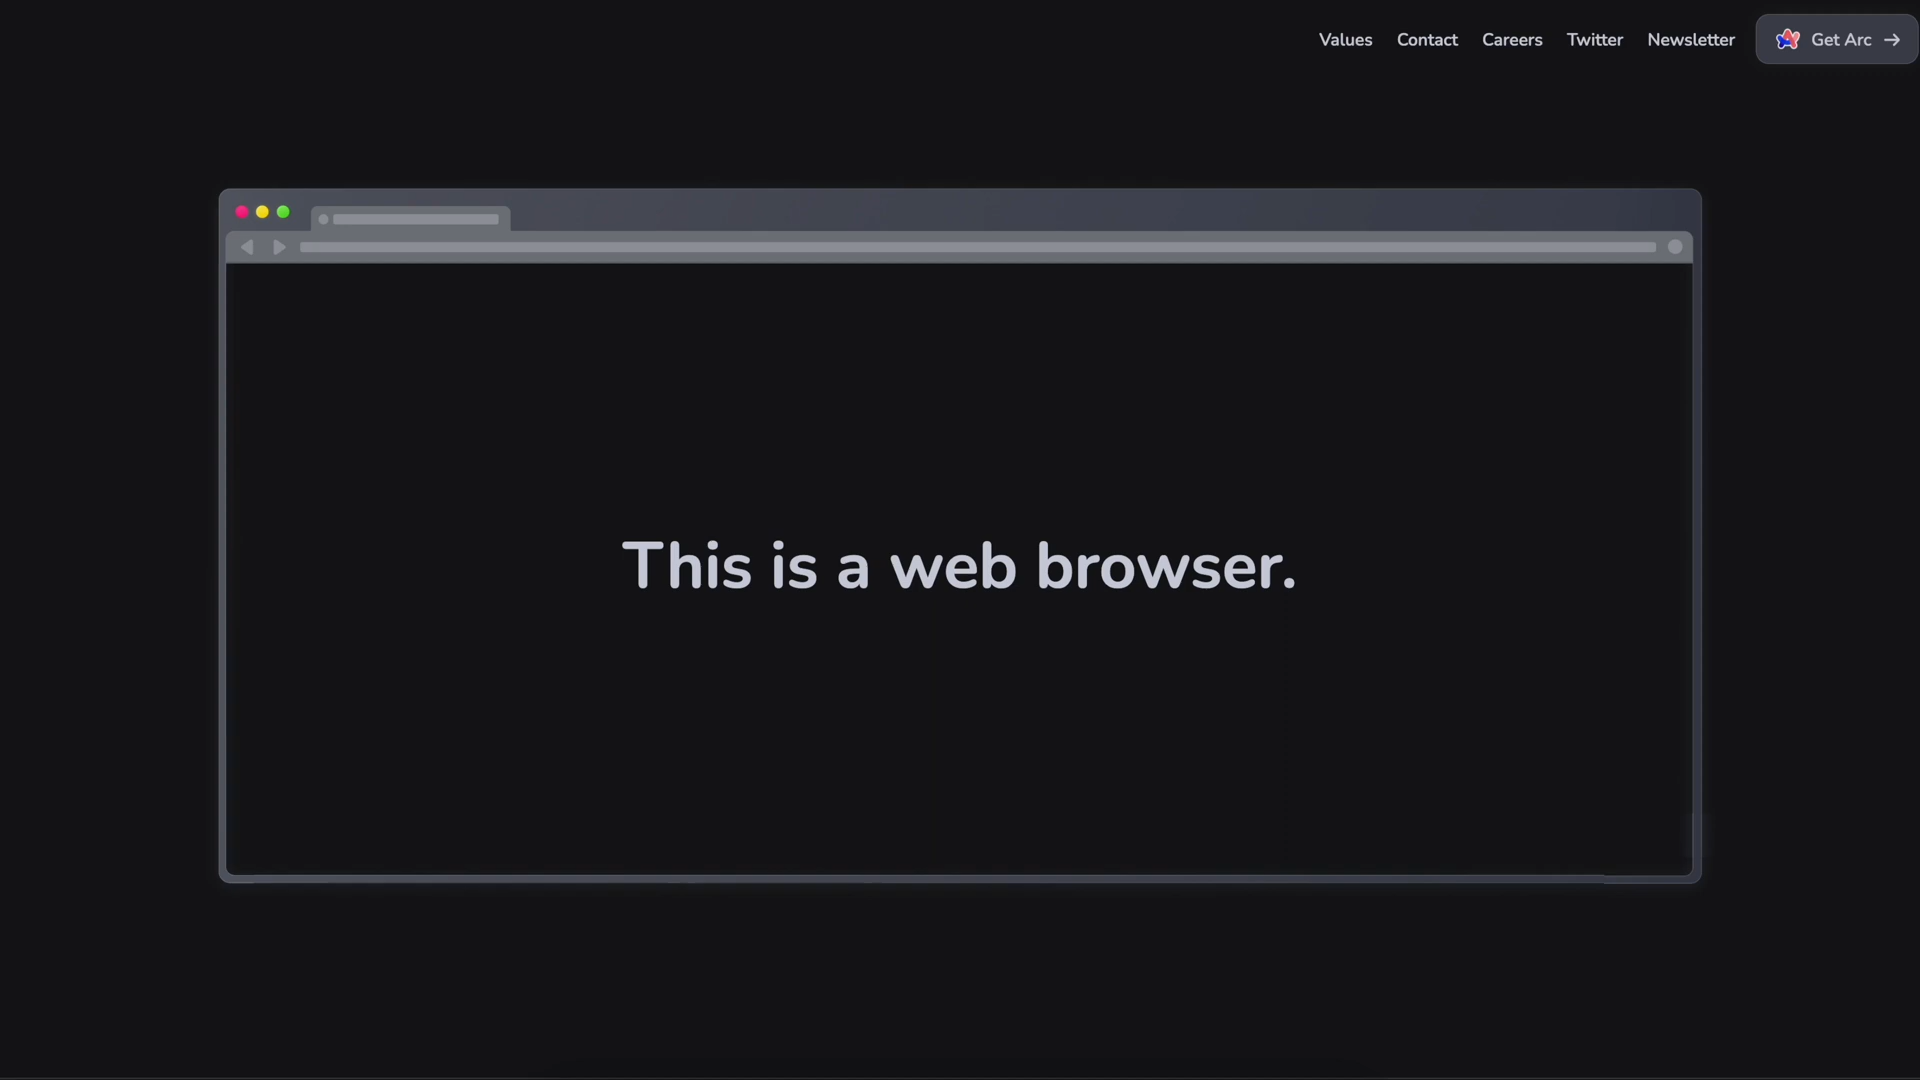 Values Contact Careers Twitter Newsletter Get Arc →
This is a web browser.